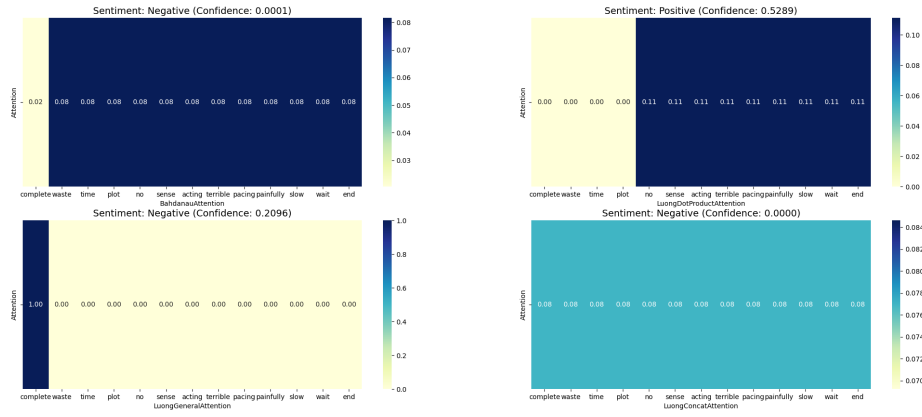 Sentiment: Negative (Confidence: 0.0001)
0.08
0.07
0.06
0.05
0.04
0.03
Attention
0.02 0.08 0.08 0.08 0.08 0.08 0.08 0.08 0.08 0.08 0.08 0.08 0.08
complete waste time plot no sense acting terrible pacing painfully slow wait end
BahdanauAttention
Sentiment: Positive (Confidence: 0.5289)
0.10
0.08
0.06
0.04
0.02
0.00
Attention
0.00 0.00 0.00 0.00 0.11 0.11 0.11 0.11 0.11 0.11 0.11 0.11 0.11
complete waste time plot no sense acting terrible pacing painfully slow wait end
LuongDotProductAttention
Sentiment: Negative (Confidence: 0.2096)
1.0
0.8
0.6
0.4
0.2
0.0
Attention
1.00 0.00 0.00 0.00 0.00 0.00 0.00 0.00 0.00 0.00 0.00 0.00 0.00
complete waste time plot no sense acting terrible pacing painfully slow wait end
LuongGeneralAttention
Sentiment: Negative (Confidence: 0.0000)
0.084
0.082
0.080
0.078
0.076
0.074
0.072
0.070
Attention
0.08 0.08 0.08 0.08 0.08 0.08 0.08 0.08 0.08 0.08 0.08 0.08 0.08
complete waste time plot no sense acting terrible pacing painfully slow wait end
LuongConcatAttention